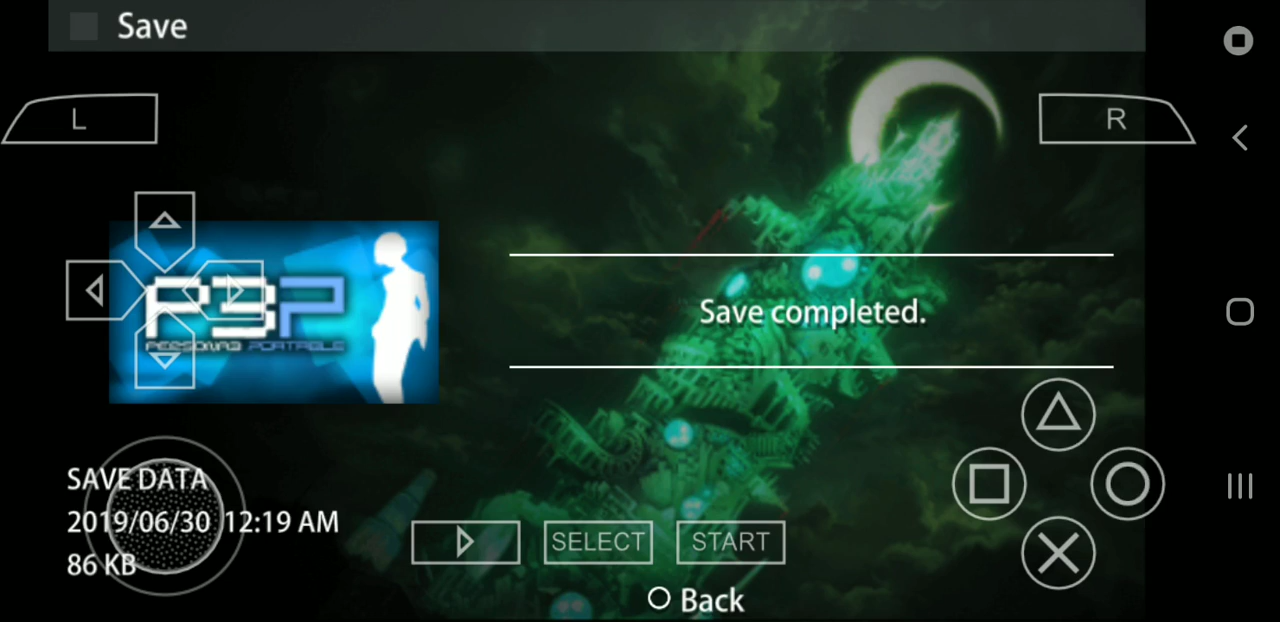 Save
L
R
P3P
PERSONA3 PORTABLE
Save completed.
SAVE DATA
2019/06/30 12:19 AM
86 KB
SELECT
START
Back